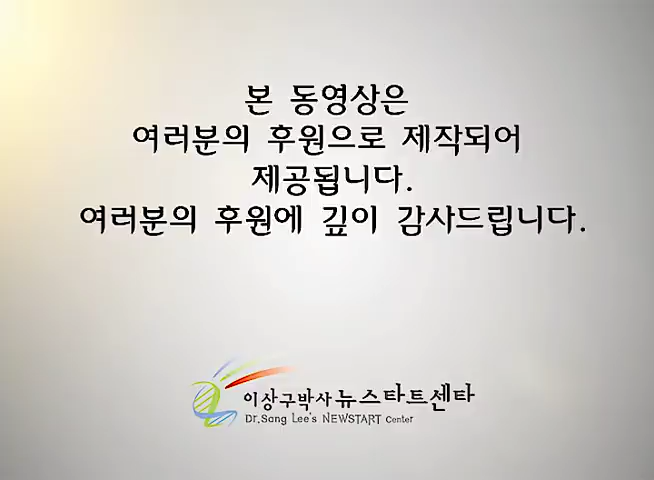 본 동영상은
여러분의 후원으로 제작되어
제공됩니다.
여러분의 후원에 깊이 감사드립니다.
이상구박사뉴스타트센타
Dr.Sang Lee's NEWSTART Center